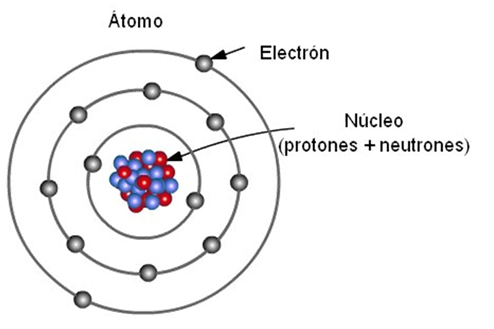 Átomo
Electrón
Núcleo
(protones + neutrones)